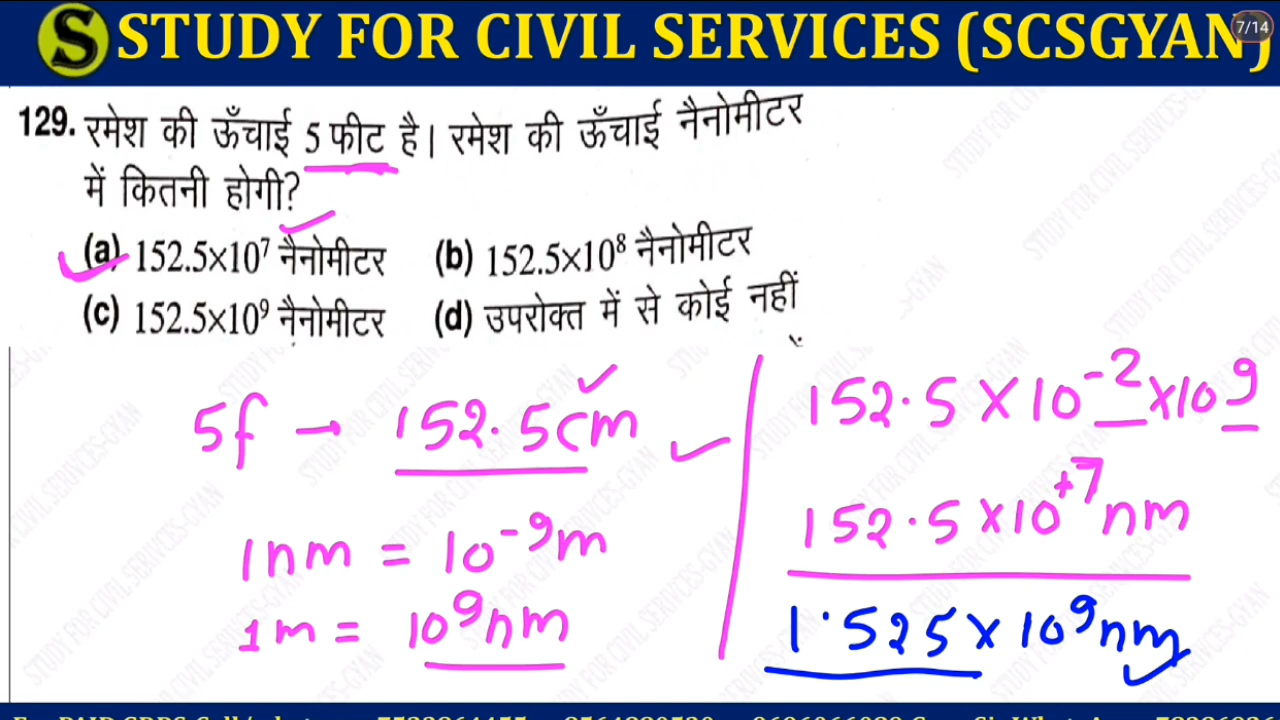 STUDY FOR CIVIL SERVICES (SCSGYAN)
7/14
129. रमेश की ऊँचाई 5 फीट है। रमेश की ऊँचाई नैनोमीटर
में कितनी होगी?
(a) 152.5×10⁷ नैनोमीटर (b) 152.5×10⁸ नैनोमीटर
(c) 152.5×10⁹ नैनोमीटर (d) उपरोक्त में से कोई नहीं
5f → 152.5cm
1nm = 10⁻⁹m
1m = 10⁹nm
152.5 × 10⁻² × 10⁹
152.5 × 10⁺⁷ nm
1.525 × 10⁹ nm